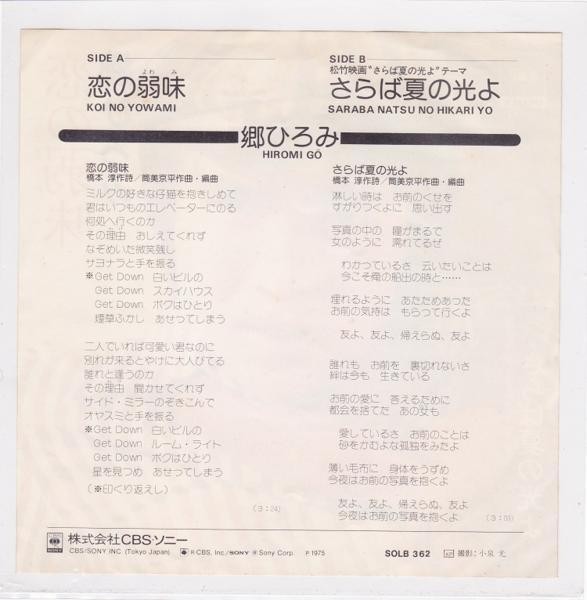 SIDE A
よわ み
恋の弱味
KOI NO YOWAMI
SIDE B
松竹映画“さらば夏の光よ”テーマ
さらば夏の光よ
SARABA NATSU NO HIKARI YO
郷ひろみ
HIROMI GŌ
恋の弱味
橋本 淳作詩／筒美京平作曲・編曲
ミルクの好きな仔猫を抱きしめて
君はいつものエレベーターにのる
何処へ行くのか
その理由 おしえてくれず
なぞめいた微笑残し
サヨナラと手を振る
※Get Down 白いビルの
Get Down スカイハウス
Get Down ボクはひとり
煙草ふかし あせってしまう
二人でいれば可愛い君なのに
別れが来るとやけに大人びてる
誰れと逢うのか
その理由 聞かせてくれず
サイド・ミラーのぞきこんで
オヤスミと手を振る
※Get Down 白いビルの
Get Down ルーム・ライト
Get Down ボクはひとり
星を見つめ あせってしまう
（※印くり返えし）
（3：24）
さらば夏の光よ
橋本 淳作詩／筒美京平作曲・編曲
淋しい時は お前のくせを
すがりつくよに 思い出す
写真の中の 瞳がまるで
女のように 濡れてるぜ
わかっているさ 云いたいことは
今こそ俺の船出の時と……
埋れるように あたためあった
お前の気持は もらって行くよ
友よ、友よ、帰えらぬ、友よ
誰れも お前を 裏切れないさ
絆は今も 生きている
お前の愛に 答えるために
都会を捨てた あの女も
愛しているさ お前のことは
砂をかむよな孤独をみたよ
薄い毛布に 身体をうずめ
今夜はお前の写真を抱くよ
友よ、友よ、帰えらぬ、友よ
今夜はお前の写真を抱くよ
（3：03）
株式会社CBS・ソニー
CBS/SONY INC (Tokyo Japan)
® CBS, Inc./SONY ® Sony Corp. P 1975
SOLB 362
撮影：小泉 光